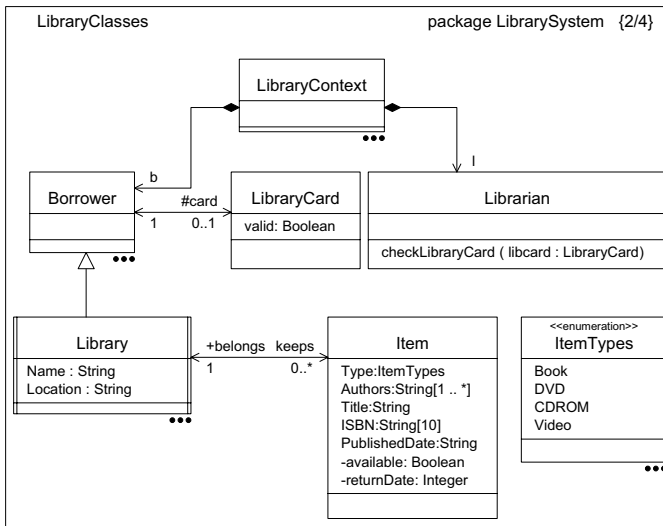 LibraryClasses
package LibrarySystem {2/4}
LibraryContext
b
l
Borrower
#card
1
0..1
LibraryCard
valid: Boolean
Librarian
checkLibraryCard ( libcard : LibraryCard)
Library
Name : String
Location : String
+belongs keeps
1
0..*
Item
Type:ItemTypes
Authors:String[1 .. *]
Title:String
ISBN:String[10]
PublishedDate:String
-available: Boolean
-returnDate: Integer
<<enumeration>>
ItemTypes
Book
DVD
CDROM
Video